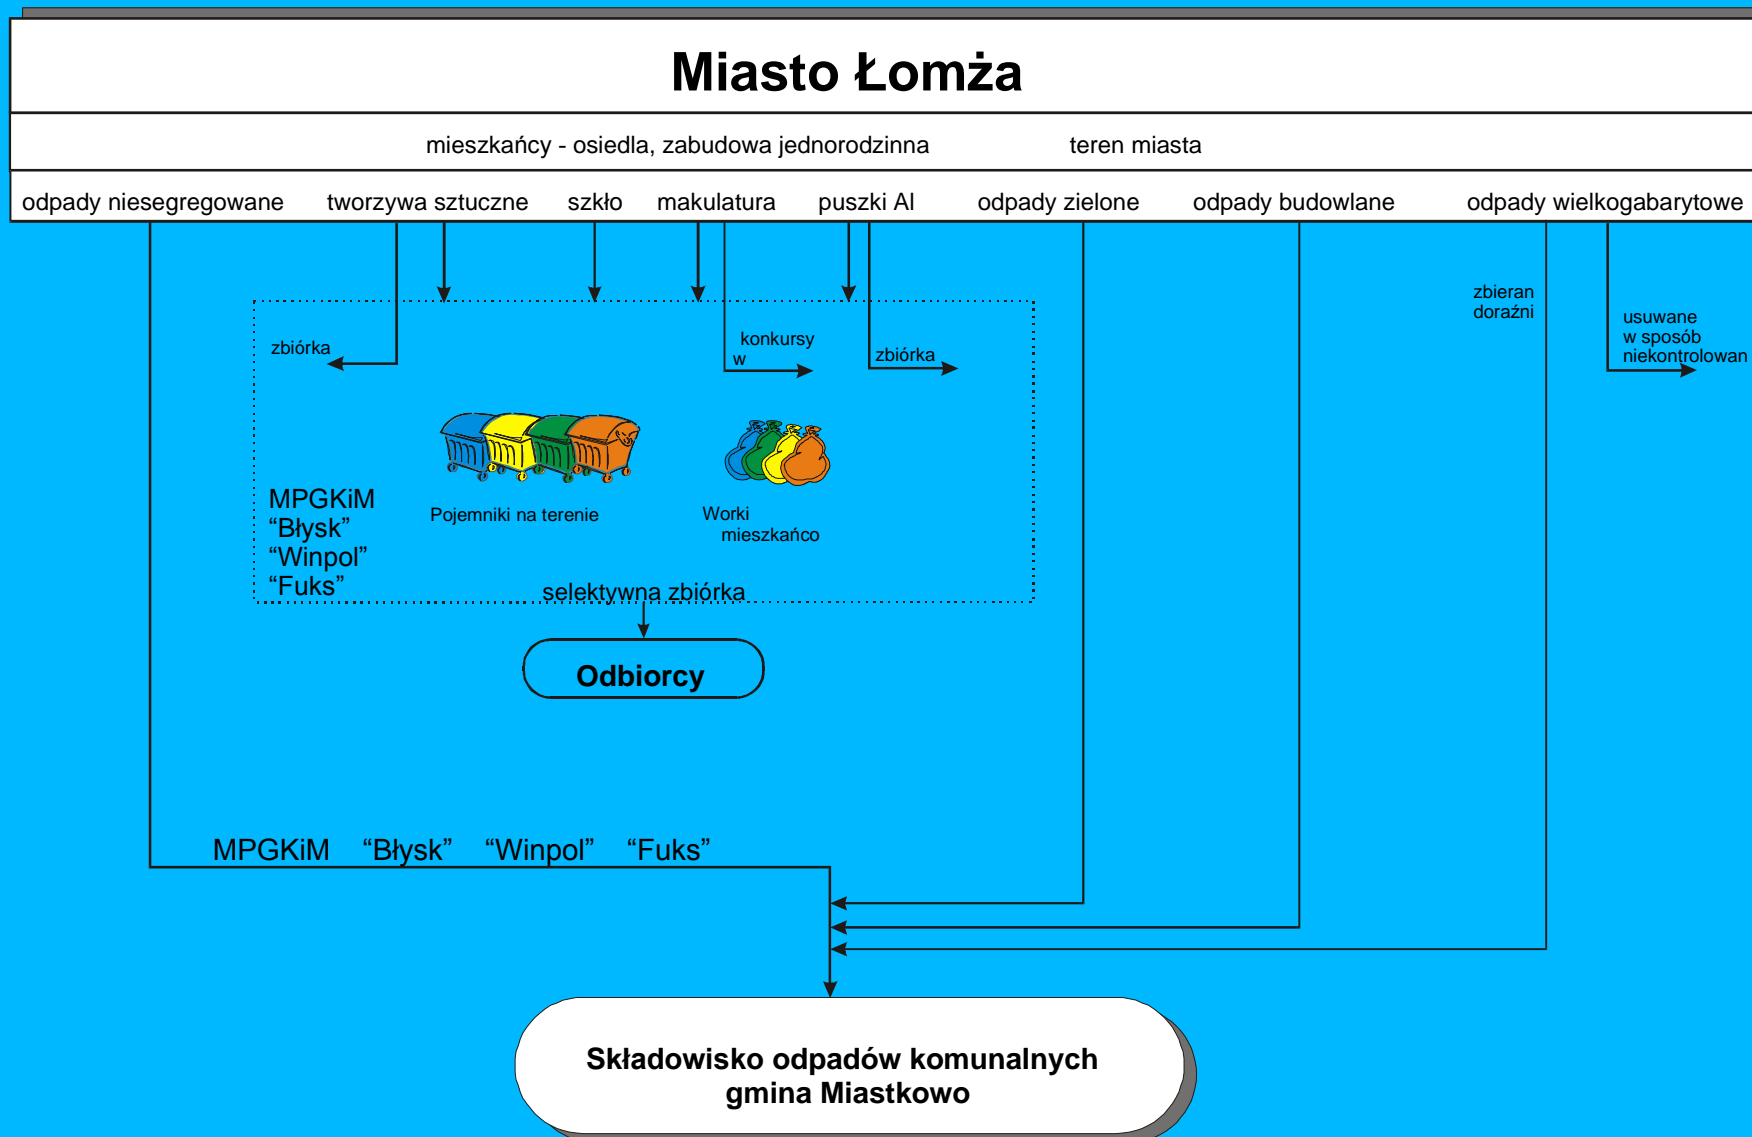 Miasto Łomża
mieszkańcy - osiedla, zabudowa jednorodzinna teren miasta
odpady niesegregowane tworzywa sztuczne szkło makulatura puszki Al odpady zielone odpady budowlane odpady wielkogabarytowe
zbieran
doraźni
usuwane
w sposób
niekontrolowan
zbiórka
konkursy
w
zbiórka
MPGKiM
“Błysk”
“Winpol”
“Fuks”
Pojemniki na terenie
Worki
mieszkańco
selektywna zbiórka
Odbiorcy
MPGKiM “Błysk” “Winpol” “Fuks”
Składowisko odpadów komunalnych
gmina Miastkowo